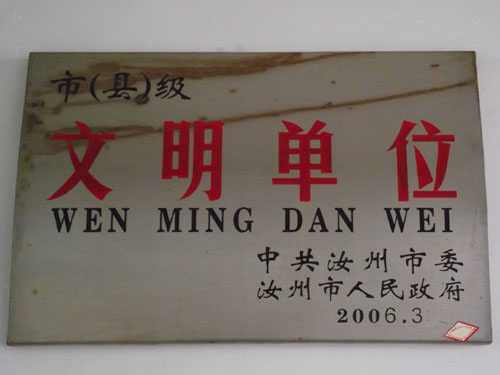 市(县)级
文明单位
WEN MING DAN WEI
中共汝州市委
汝州市人民政府
2006.3